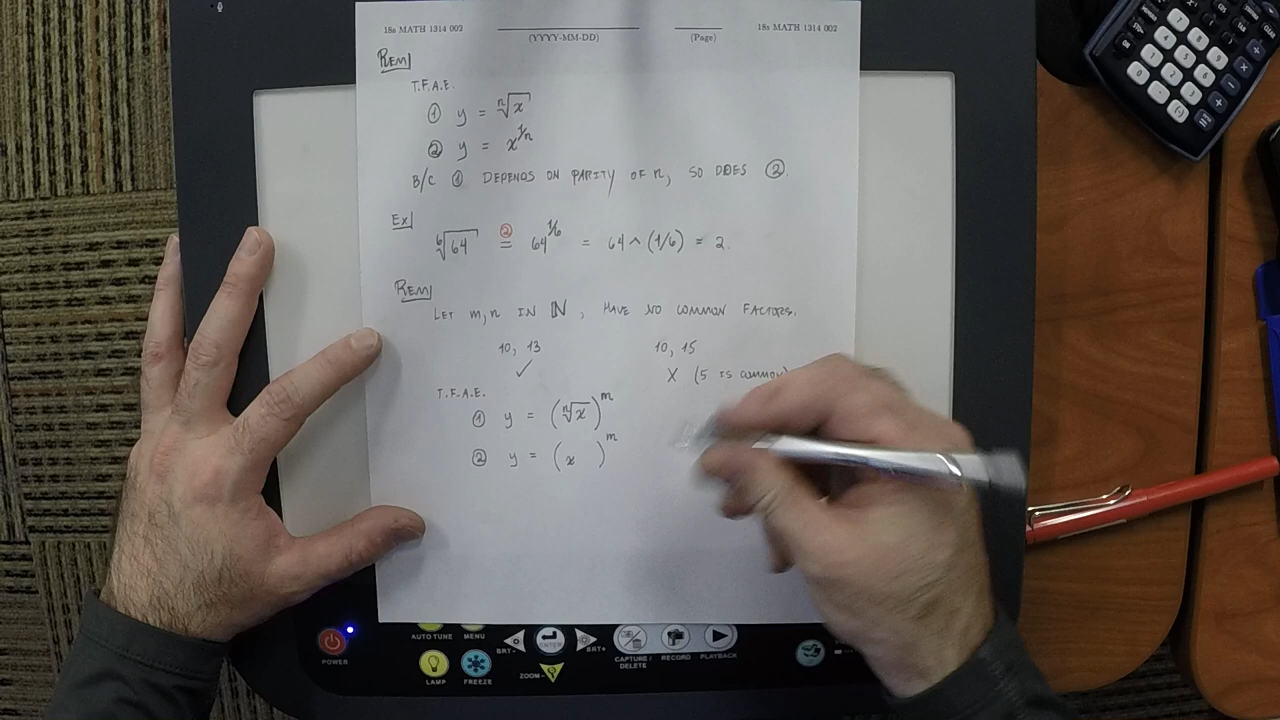 18s MATH 1314 002 (YYYY-MM-DD) (Page) 18s MATH 1314 002
REM
T.F.A.E.
① y = ⁿ√x
② y = x^1/n
B/C ① DEPENDS ON PARITY OF n, SO DOES ②.
EX
⁶√64 =② 64^1/6 = 64 ^ (1/6) = 2.
REM
LET m, n IN ℕ, HAVE NO COMMON FACTORS.
10, 13 10, 15
✓ X (5 IS COMMON)
T.F.A.E.
① y = (ⁿ√x)^m
② y = (x )^m
POWER
AUTO TUNE MENU
LAMP FREEZE
BRT- ENTER BRT+
ZOOM-
CAPTURE / DELETE RECORD PLAYBACK